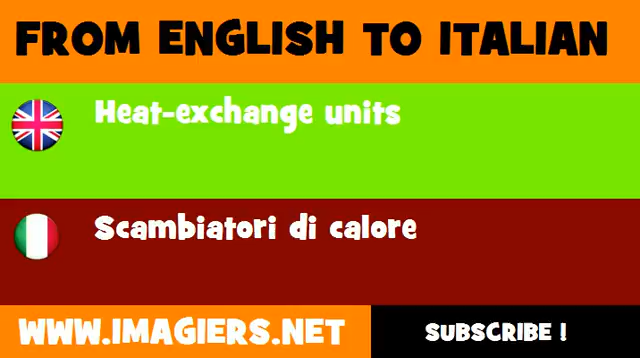 FROM ENGLISH TO ITALIAN
Heat-exchange units
Scambiatori di calore
WWW.IMAGIERS.NET
SUBSCRIBE !